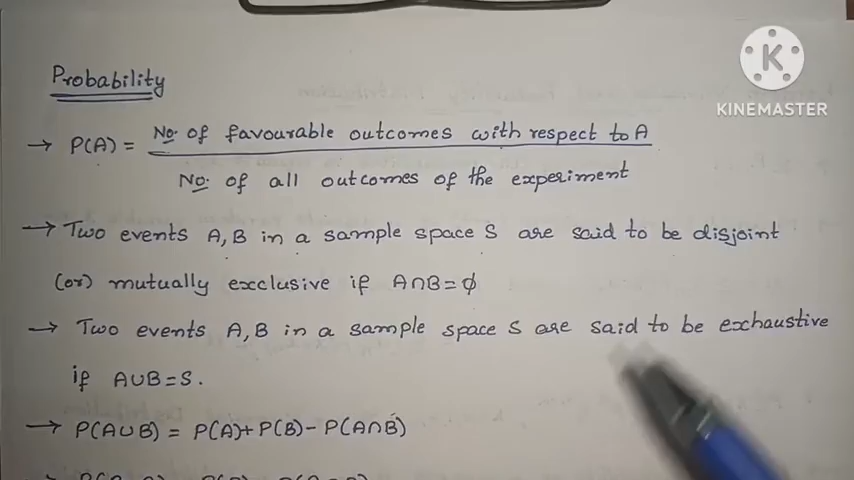 KINEMASTER
Probability
→ P(A) = No. of favourable outcomes with respect to A
No. of all outcomes of the experiment
→ Two events A, B in a sample space S are said to be disjoint
(or) mutually exclusive if A∩B = ϕ
→ Two events A, B in a sample space S are said to be exhaustive
if A∪B = S.
→ P(A∪B) = P(A) + P(B) - P(A∩B)